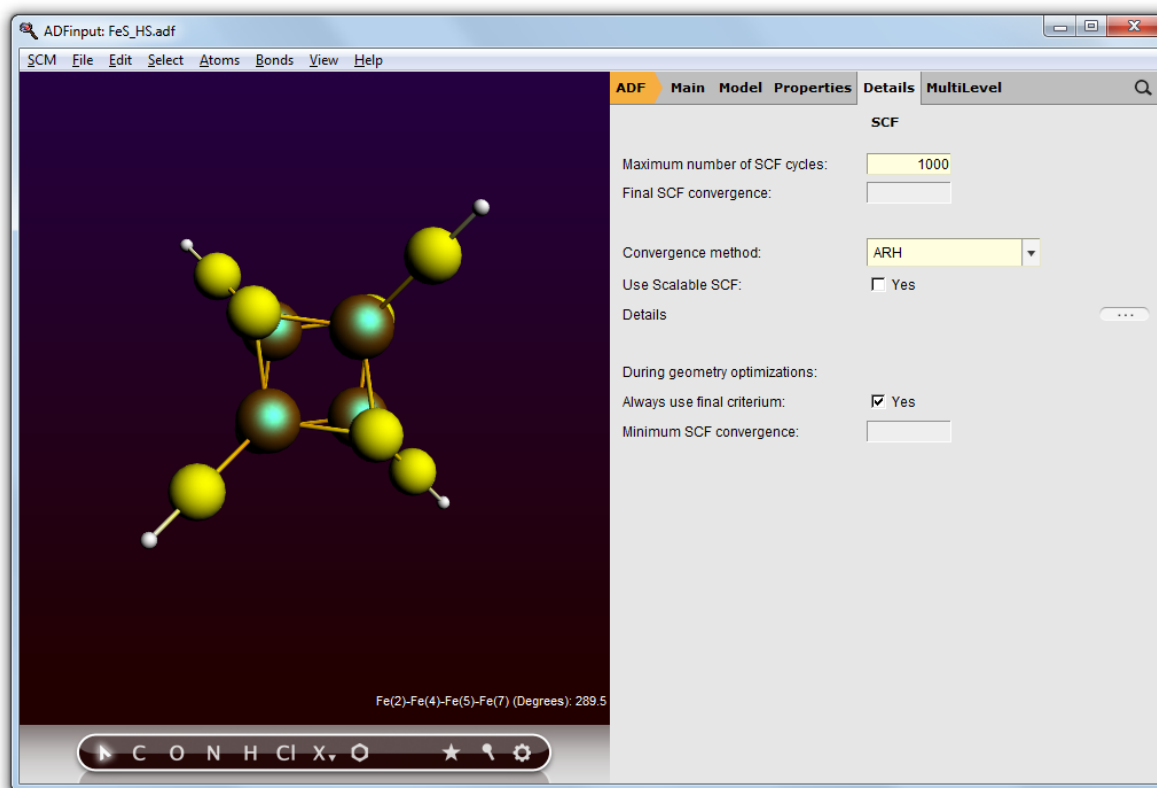 ADFinput: FeS_HS.adf
SCM File Edit Select Atoms Bonds View Help
ADF Main Model Properties Details MultiLevel
SCF
Maximum number of SCF cycles: 1000
Final SCF convergence:
Convergence method: ARH
Use Scalable SCF: Yes
Details ...
During geometry optimizations:
Always use final criterium: Yes
Minimum SCF convergence:
Fe(2)-Fe(4)-Fe(5)-Fe(7) (Degrees): 289.5
C O N H Cl X